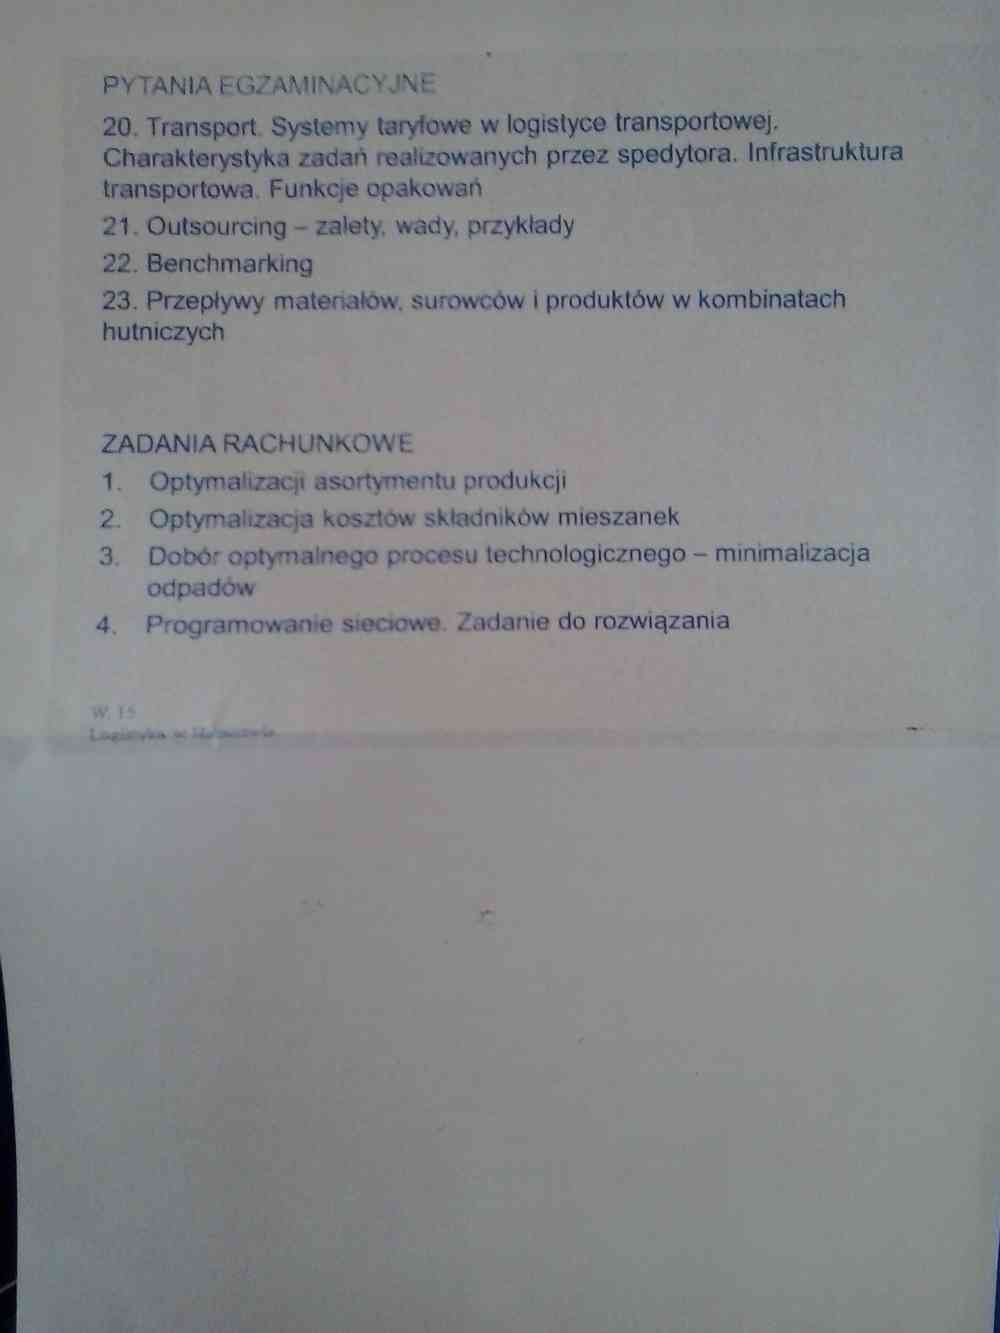 PYTANIA EGZAMINACYJNE
20. Transport. Systemy taryfowe w logistyce transportowej.
Charakterystyka zadań realizowanych przez spedytora. Infrastruktura
transportowa. Funkcje opakowań
21. Outsourcing – zalety, wady, przykłady
22. Benchmarking
23. Przepływy materiałów, surowców i produktów w kombinatach
hutniczych
ZADANIA RACHUNKOWE
1. Optymalizacji asortymentu produkcji
2. Optymalizacja kosztów składników mieszanek
3. Dobór optymalnego procesu technologicznego – minimalizacja
odpadów
4. Programowanie sieciowe. Zadanie do rozwiązania
W. 15
Logistyka w